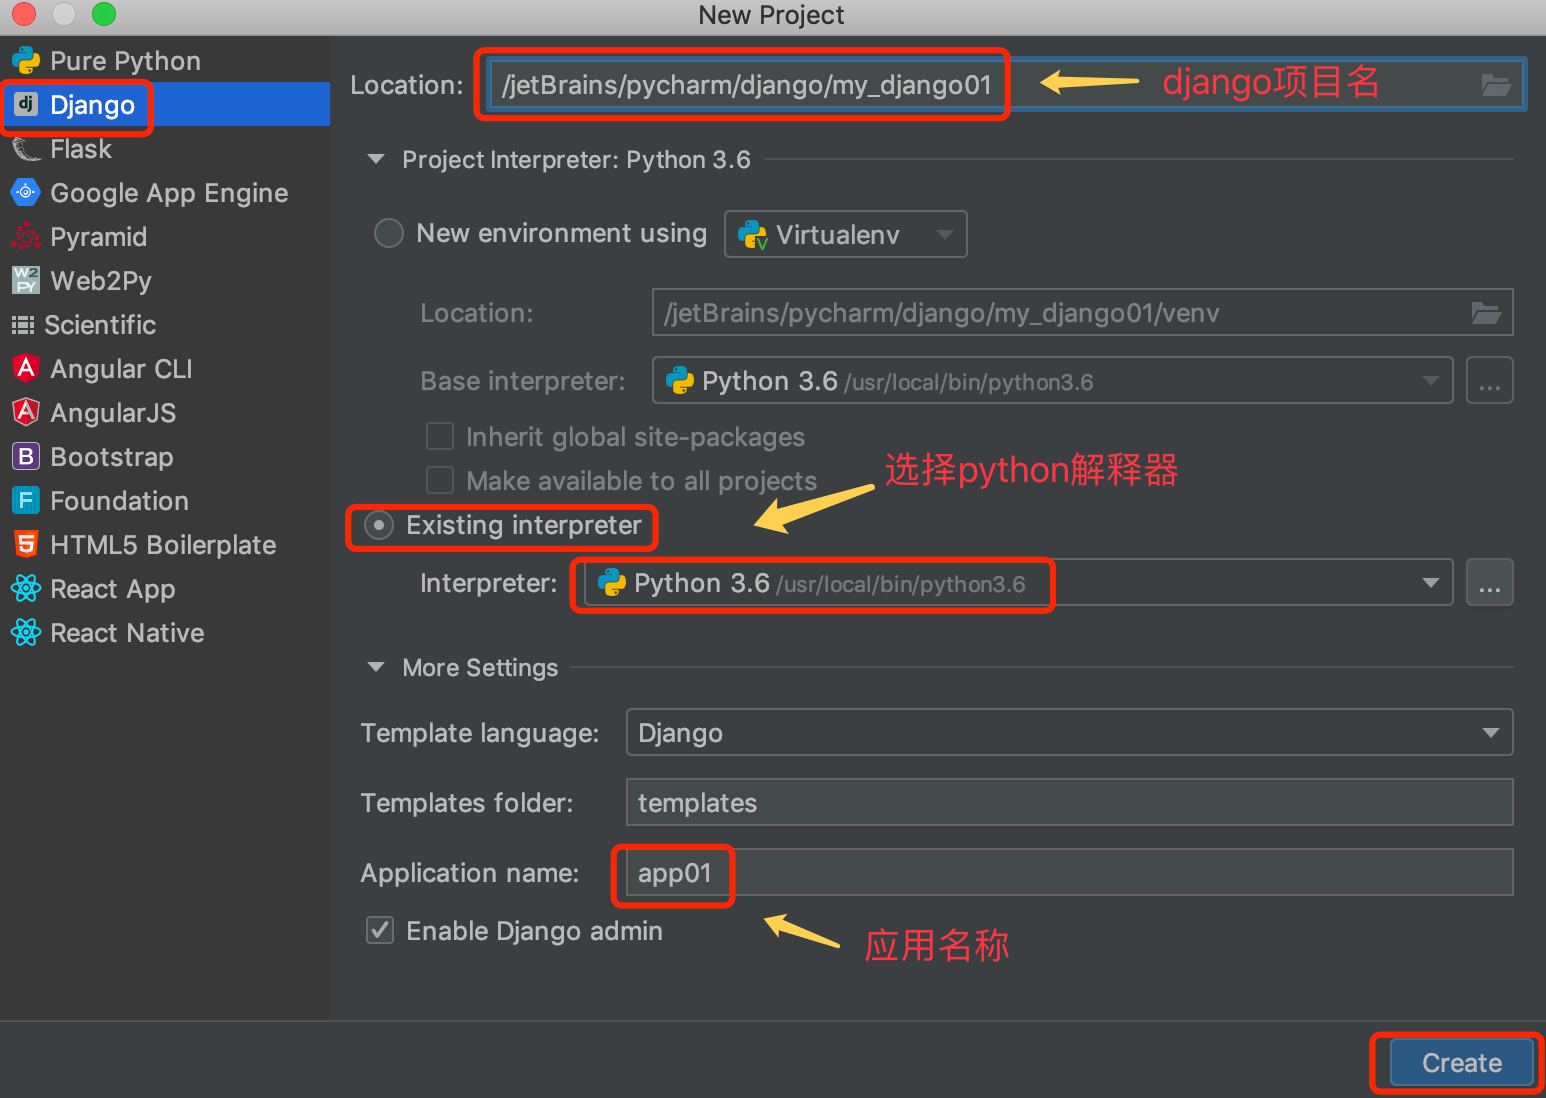 New Project
Pure Python
Django
Flask
Google App Engine
Pyramid
Web2Py
Scientific
Angular CLI
AngularJS
Bootstrap
Foundation
HTML5 Boilerplate
React App
React Native
Location: /jetBrains/pycharm/django/my_django01 django项目名
Project Interpreter: Python 3.6
New environment using Virtualenv
Location: /jetBrains/pycharm/django/my_django01/venv
Base interpreter: Python 3.6 /usr/local/bin/python3.6 ...
Inherit global site-packages
Make available to all projects
选择python解释器
Existing interpreter
Interpreter: Python 3.6 /usr/local/bin/python3.6 ...
More Settings
Template language: Django
Templates folder: templates
Application name: app01
Enable Django admin
应用名称
Create